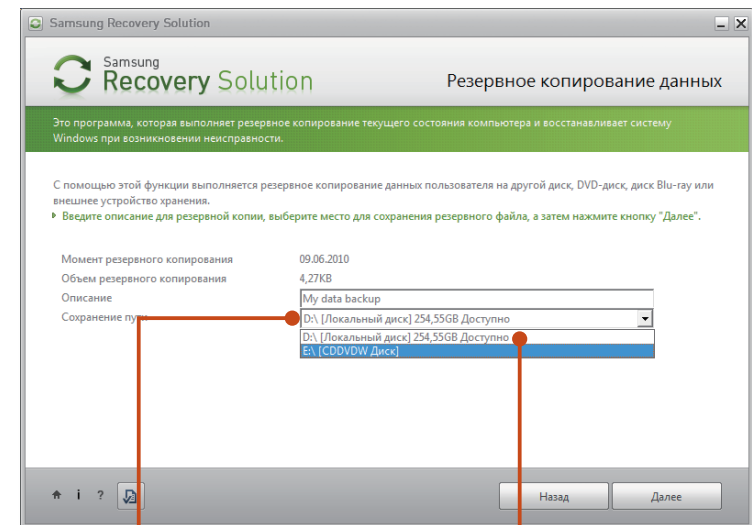 Samsung Recovery Solution
Samsung
Recovery Solution
Резервное копирование данных
Это программа, которая выполняет резервное копирование текущего состояния компьютера и восстанавливает систему
Windows при возникновении неисправности.
С помощью этой функции выполняется резервное копирование данных пользователя на другой диск, DVD-диск, диск Blu-ray или
внешнее устройство хранения.
Введите описание для резервной копии, выберите место для сохранения резервного файла, а затем нажмите кнопку "Далее".
Момент резервного копирования 09.06.2010
Объем резервного копирования 4,27KB
Описание My data backup
Сохранение пути D:\ [Локальный диск] 254,55GB Доступно
D:\ [Локальный диск] 254,55GB Доступно
E:\ [CDDVDW Диск]
i ?
Назад Далее